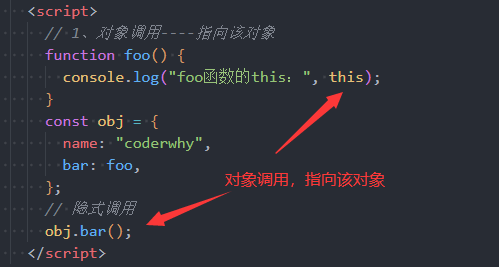 <script>
// 1、对象调用----指向该对象
function foo() {
console.log("foo函数的this：", this);
}
const obj = {
name: "coderwhy",
bar: foo,
};
对象调用，指向该对象
// 隐式调用
obj.bar();
</script>